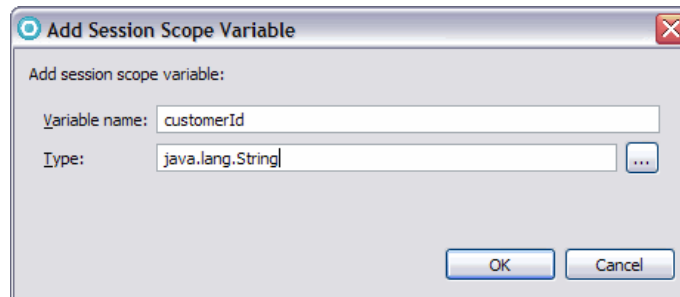 Add Session Scope Variable
Add session scope variable:
Variable name: customerId
Type: java.lang.String ...
OK Cancel